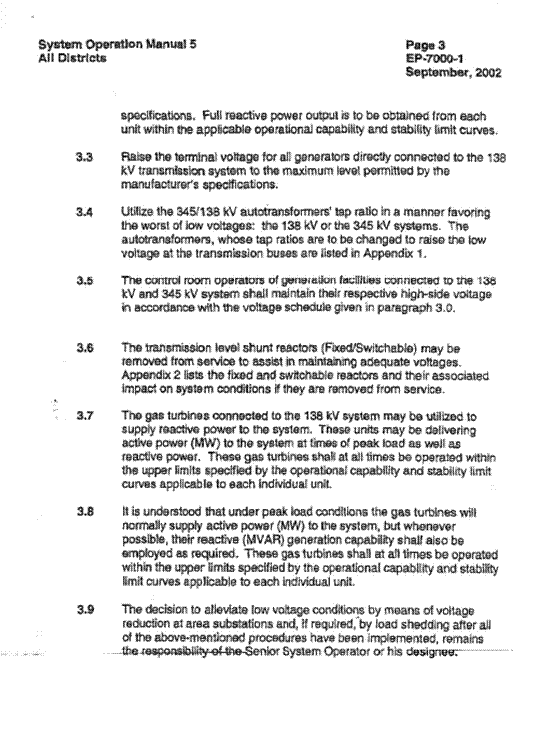 System Operation Manual 5
All Districts
Page 3
EP-7000-1
September, 2002
specifications. Full reactive power output is to be obtained from each
unit within the applicable operational capability and stability limit curves.
3.3 Raise the terminal voltage for all generators directly connected to the 138
kV transmission system to the maximum level permitted by the
manufacturer's specifications.
3.4 Utilize the 345/138 kV autotransformers' tap ratio in a manner favoring
the worst of low voltages: the 138 kV or the 345 kV systems. The
autotransformers, whose tap ratios are to be changed to raise the low
voltage at the transmission buses are listed in Appendix 1.
3.5 The control room operators of generation facilities connected to the 138
kV and 345 kV system shall maintain their respective high-side voltage
in accordance with the voltage schedule given in paragraph 3.0.
3.6 The transmission level shunt reactors (Fixed/Switchable) may be
removed from service to assist in maintaining adequate voltages.
Appendix 2 lists the fixed and switchable reactors and their associated
impact on system conditions if they are removed from service.
3.7 The gas turbines connected to the 138 kV system may be utilized to
supply reactive power to the system. These units may be delivering
active power (MW) to the system at times of peak load as well as
reactive power. These gas turbines shall at all times be operated within
the upper limits specified by the operational capability and stability limit
curves applicable to each individual unit.
3.8 It is understood that under peak load conditions the gas turbines will
normally supply active power (MW) to the system, but whenever
possible, their reactive (MVAR) generation capability shall also be
employed as required. These gas turbines shall at all times be operated
within the upper limits specified by the operational capability and stability
limit curves applicable to each individual unit.
3.9 The decision to alleviate low voltage conditions by means of voltage
reduction at area substations and, if required, by load shedding after all
of the above-mentioned procedures have been implemented, remains
the responsibility of the Senior System Operator or his designee.